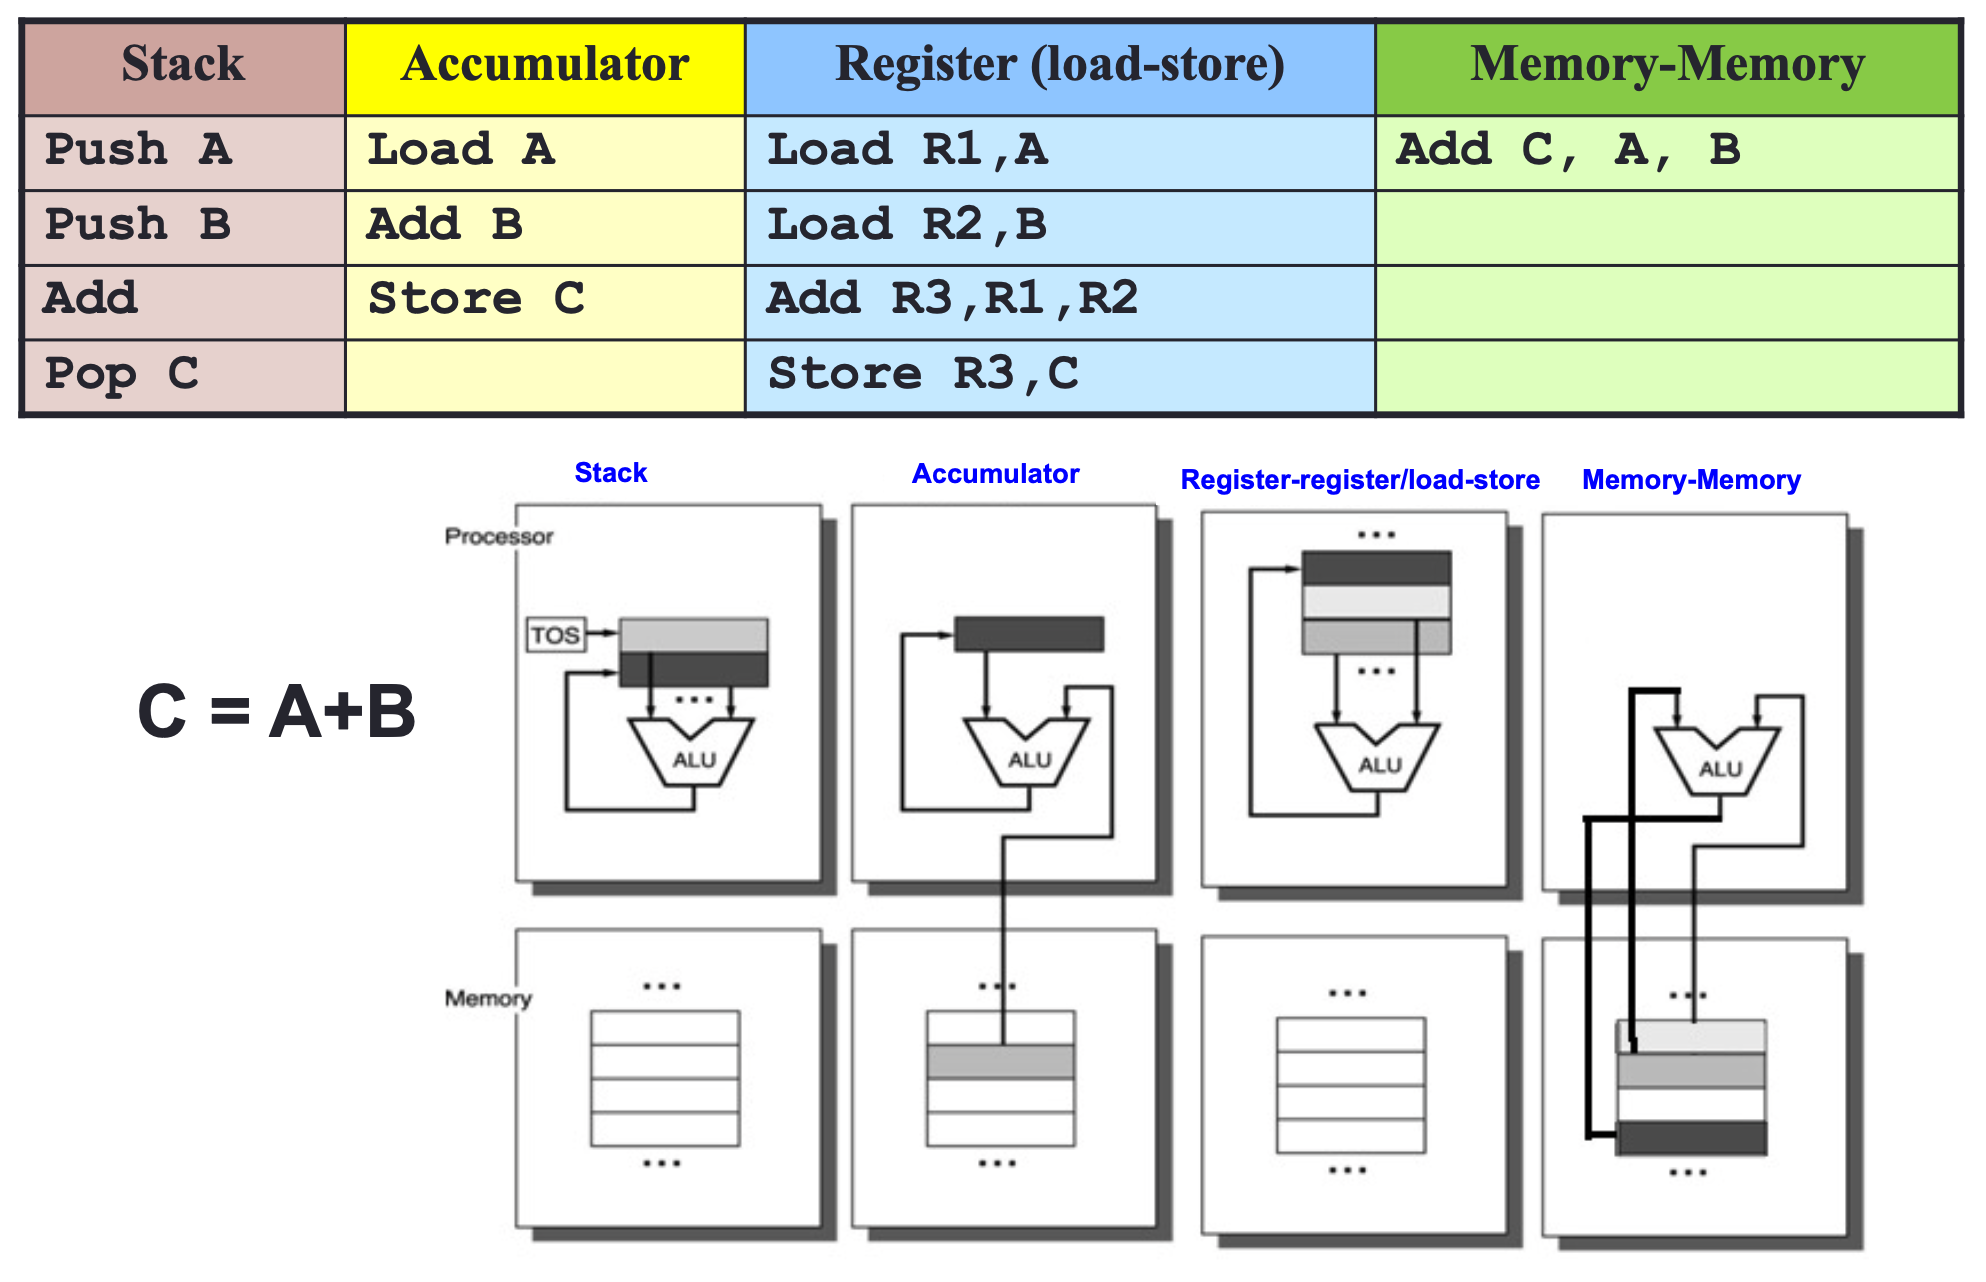 Stack Accumulator Register (load-store) Memory-Memory
Push A Load A Load R1,A Add C, A, B
Push B Add B Load R2,B
Add Store C Add R3,R1,R2
Pop C Store R3,C
Stack Accumulator Register-register/load-store Memory-Memory
Processor
...
TOS
C = A+B
...
...
ALU ALU ALU ALU
Memory
... ... ... ...
... ... ... ...